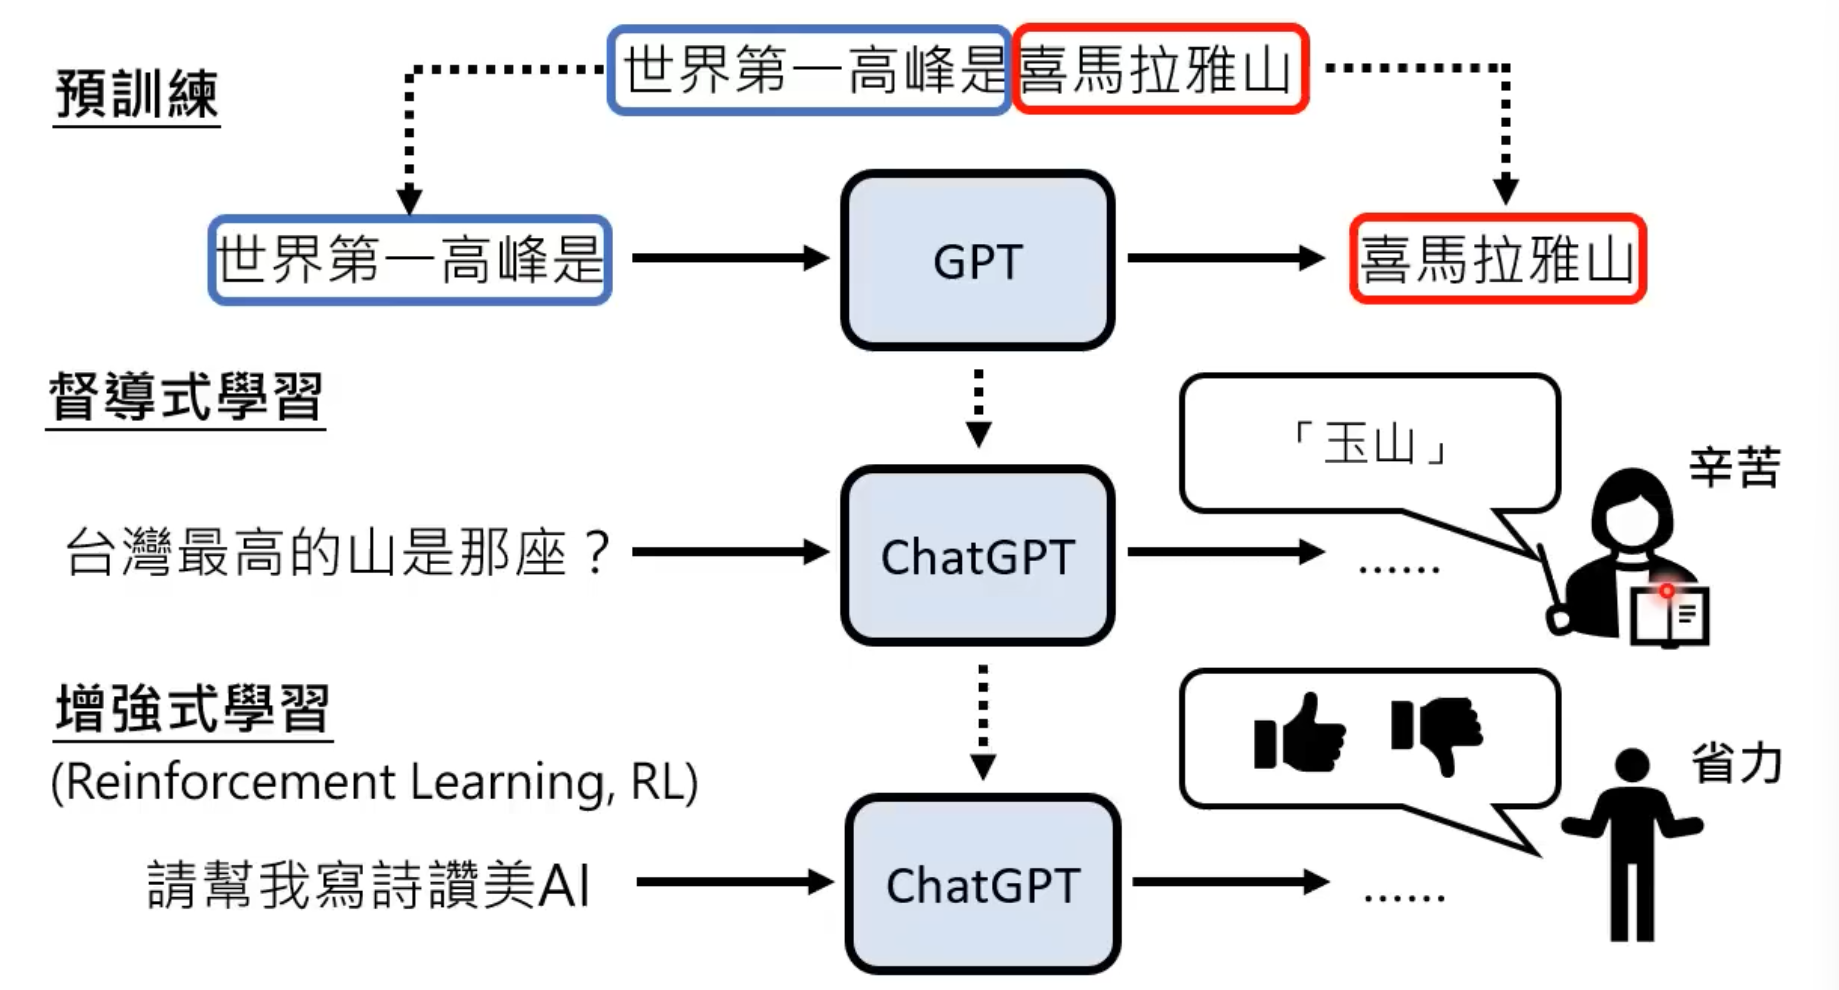 世界第一高峰是喜馬拉雅山
預訓練
世界第一高峰是
GPT
喜馬拉雅山
督導式學習
「玉山」
辛苦
台灣最高的山是那座？
ChatGPT
......
增強式學習
(Reinforcement Learning, RL)
省力
請幫我寫詩讚美AI
ChatGPT
......